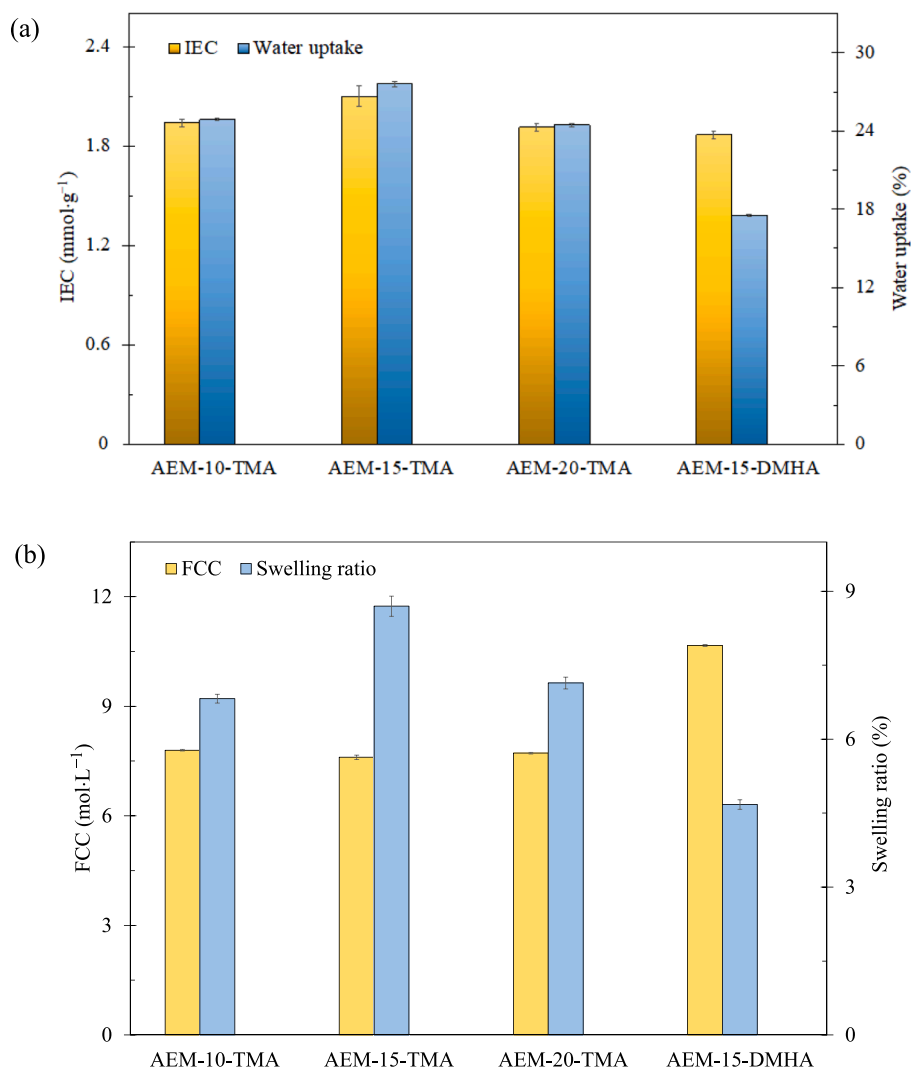 (a)
IEC Water uptake
2.4
1.8
1.2
0.6
0
IEC (mmol·g⁻¹)
30
24
18
12
6
0
Water uptake (%)
AEM-10-TMA AEM-15-TMA AEM-20-TMA AEM-15-DMHA
(b)
FCC Swelling ratio
12
9
6
3
0
FCC (mol·L⁻¹)
9
6
3
0
Swelling ratio (%)
AEM-10-TMA AEM-15-TMA AEM-20-TMA AEM-15-DMHA